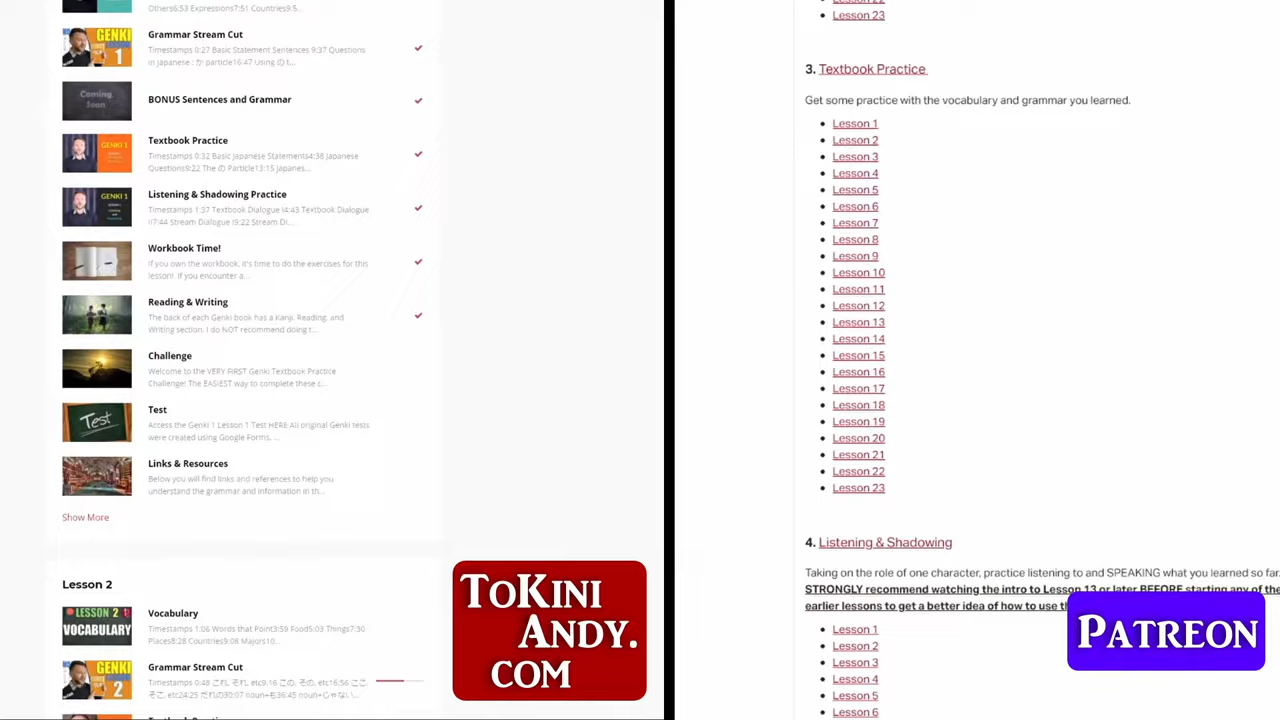 Others6:53 Expressions7:51 Countries9:5..
Grammar Stream Cut
Timestamps 0:27 Basic Statement Sentences 9:37 Questions
in Japanese : か particle16:47 Using の t...
GENKI
1
BONUS Sentences and Grammar
Coming
Soon
Textbook Practice
Timestamps 0:32 Basic Japanese Statements4:38 Japanese
Questions9:22 The の Particle13:15 Japanes...
GENKI 1
Listening & Shadowing Practice
Timestamps 1:37 Textbook Dialogue I4:43 Textbook Dialogue
II7:44 Stream Dialogue I9:22 Stream Di...
GENKI 1
Workbook Time!
If you own the workbook, it's time to do the exercises for this
lesson! If you encounter a...
Reading & Writing
The back of each Genki book has a Kanji, Reading, and
Writing section. I do NOT recommend doing t...
Challenge
Welcome to the VERY FIRST Genki Textbook Practice
Challenge! The EASIEST way to complete these c...
Test
Access the Genki 1 Lesson 1 Test HERE All original Genki tests
were created using Google Forms. ...
Test
Links & Resources
Below you will find links and references to help you
understand the grammar and information in th...
Show More
Lesson 2
Vocabulary
Timestamps 1:06 Words that Point3:59 Food5:03 Things7:30
Places8:28 Countries9:08 Majors10...
LESSON 2
VOCABULARY
Grammar Stream Cut
Timestamps 0:48 これ, それ, etc9:16 この, その, etc16:56 ここ,
そこ, etc24:25 だれの30:07 noun+も36:45 noun+じゃない...
GENKI
2
TOKINI
ANDY.
COM
Lesson 23
3. Textbook Practice
Get some practice with the vocabulary and grammar you learned.
Lesson 1
Lesson 2
Lesson 3
Lesson 4
Lesson 5
Lesson 6
Lesson 7
Lesson 8
Lesson 9
Lesson 10
Lesson 11
Lesson 12
Lesson 13
Lesson 14
Lesson 15
Lesson 16
Lesson 17
Lesson 18
Lesson 19
Lesson 20
Lesson 21
Lesson 22
Lesson 23
4. Listening & Shadowing
Taking on the role of one character, practice listening to and SPEAKING what you learned so far.
STRONGLY recommend watching the intro to Lesson 13 or later BEFORE starting any of the
earlier lessons to get a better idea of how to use th
Lesson 1
Lesson 2
Lesson 3
Lesson 4
Lesson 5
Lesson 6
PATREON